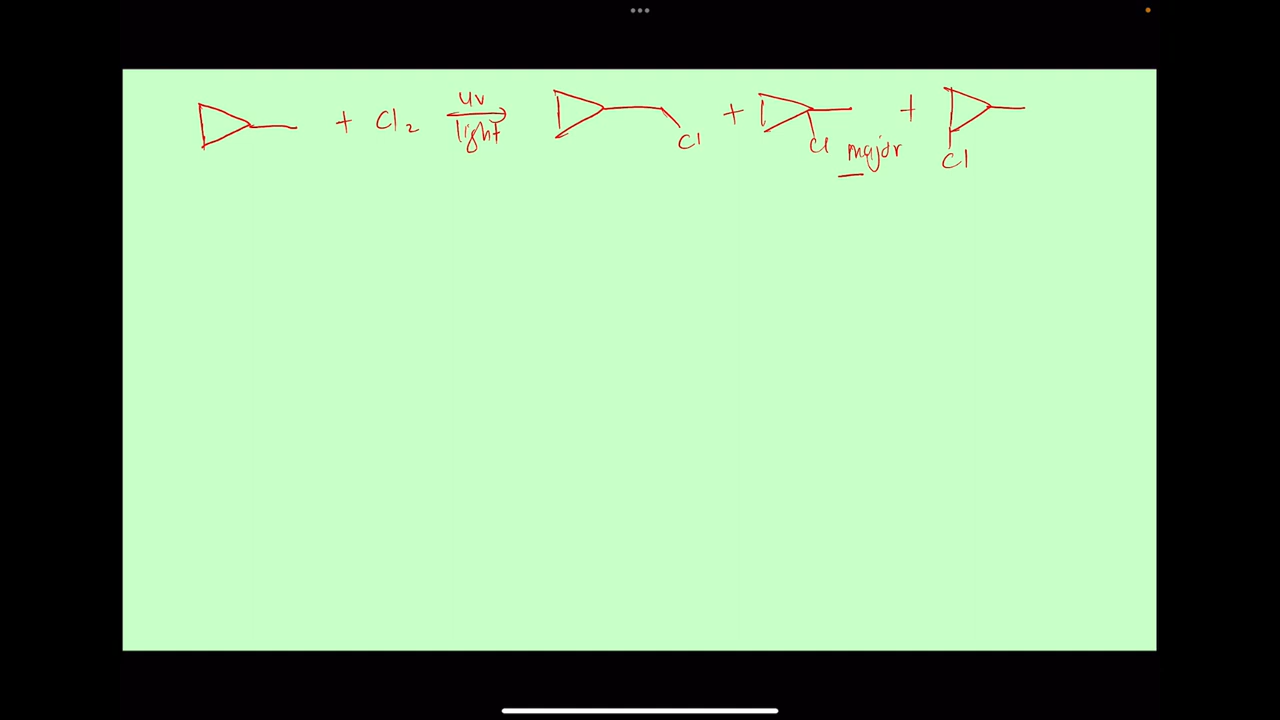 + Cl₂ uv light + + 
Cl Cl major Cl